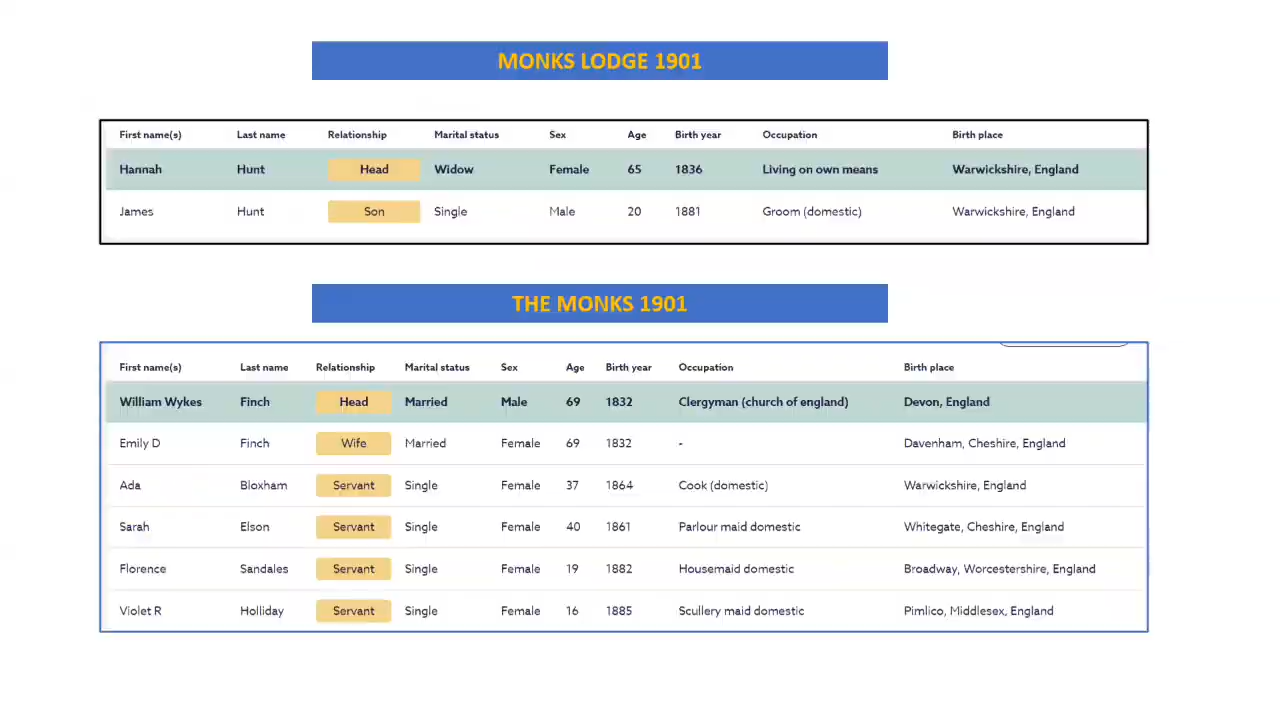 MONKS LODGE 1901
First name(s) Last name Relationship Marital status Sex Age Birth year Occupation Birth place
Hannah Hunt Head Widow Female 65 1836 Living on own means Warwickshire, England
James Hunt Son Single Male 20 1881 Groom (domestic) Warwickshire, England
THE MONKS 1901
First name(s) Last name Relationship Marital status Sex Age Birth year Occupation Birth place
William Wykes Finch Head Married Male 69 1832 Clergyman (church of england) Devon, England
Emily D Finch Wife Married Female 69 1832 - Davenham, Cheshire, England
Ada Bloxham Servant Single Female 37 1864 Cook (domestic) Warwickshire, England
Sarah Elson Servant Single Female 40 1861 Parlour maid domestic Whitegate, Cheshire, England
Florence Sandales Servant Single Female 19 1882 Housemaid domestic Broadway, Worcestershire, England
Violet R Holliday Servant Single Female 16 1885 Scullery maid domestic Pimlico, Middlesex, England